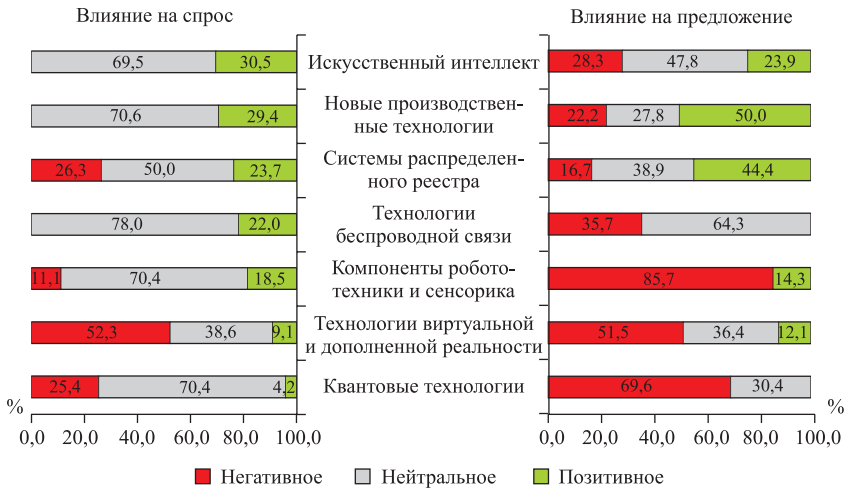 Влияние на спрос
Влияние на предложение
69,5 30,5 Искусственный интеллект 28,3 47,8 23,9
70,6 29,4 Новые производствен-
ные технологии 22,2 27,8 50,0
26,3 50,0 23,7 Системы распределен-
ного реестра 16,7 38,9 44,4
78,0 22,0 Технологии
беспроводной связи 35,7 64,3
11,1 70,4 18,5 Компоненты робото-
техники и сенсорика 85,7 14,3
52,3 38,6 9,1 Технологии виртуальной
и дополненной реальности 51,5 36,4 12,1
25,4 70,4 4,2 Квантовые технологии 69,6 30,4
% %
0,0 20,0 40,0 60,0 80,0 100,0 0,0 20,0 40,0 60,0 80,0 100,0
Негативное Нейтральное Позитивное